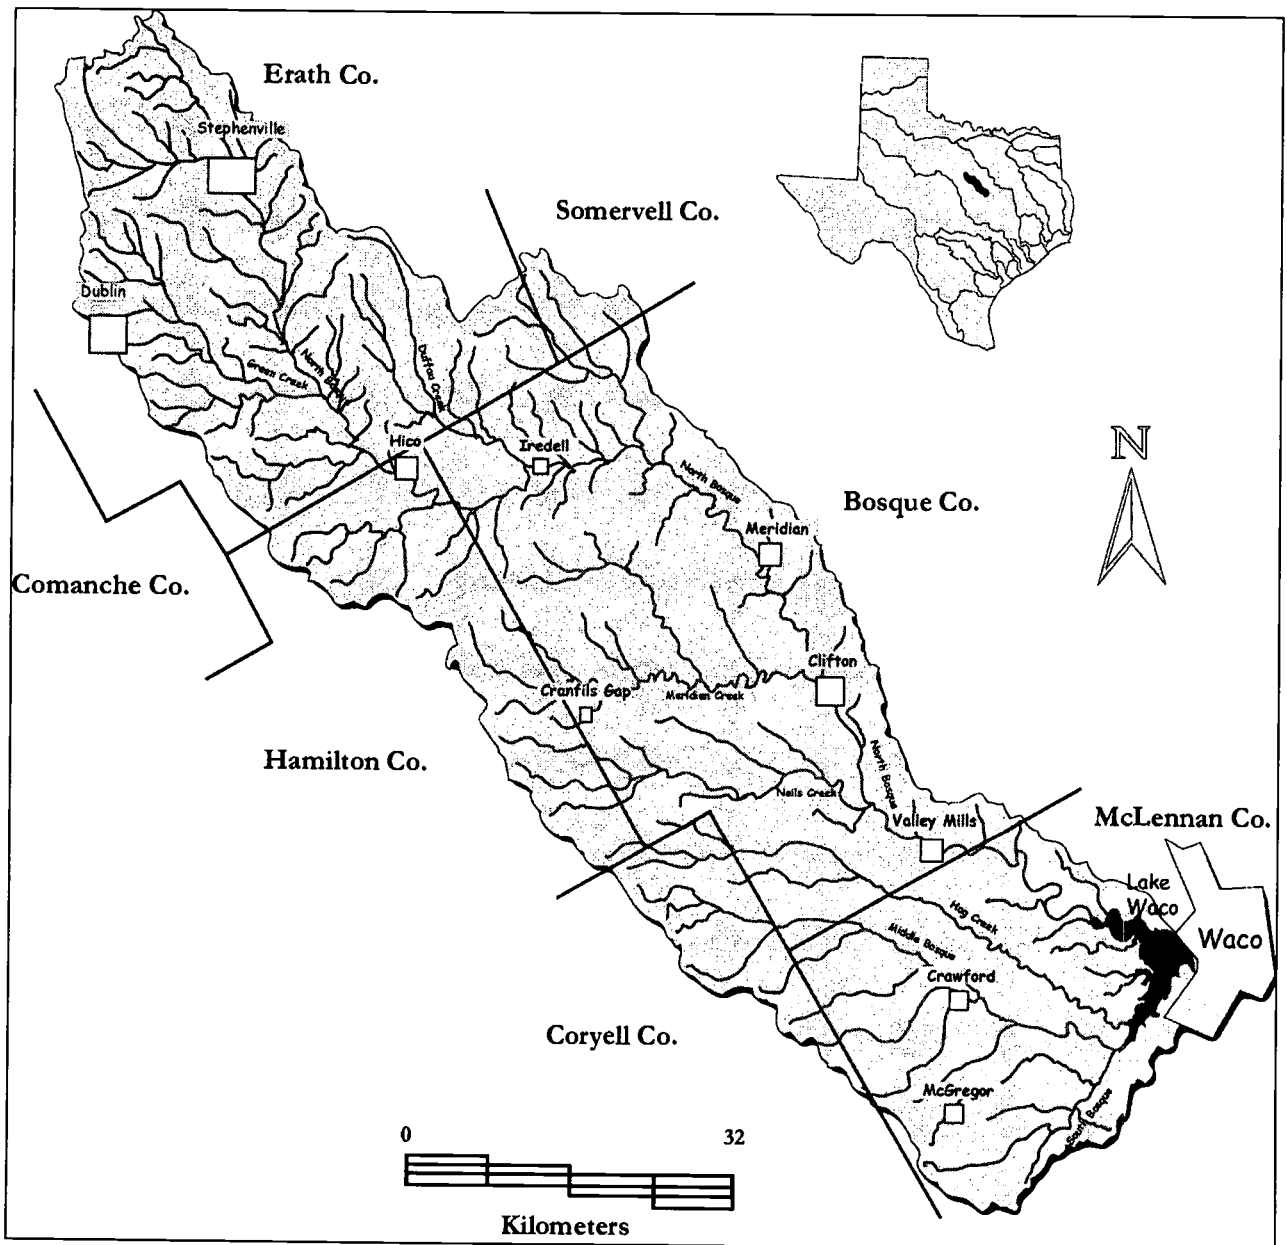 Erath Co.
Stephenville
Somervell Co.
Dublin
Green Creek
North Bosque
Duffau Creek
Hico
Iredell
North Bosque
N
Bosque Co.
Meridian
Comanche Co.
Clifton
Cranfils Gap
Meridian Creek
Hamilton Co.
North Bosque
Neils Creek
Valley Mills
McLennan Co.
Lake
Waco
Waco
Hog Creek
Middle Bosque
Crawford
Coryell Co.
McGregor
South Bosque
0
32
Kilometers